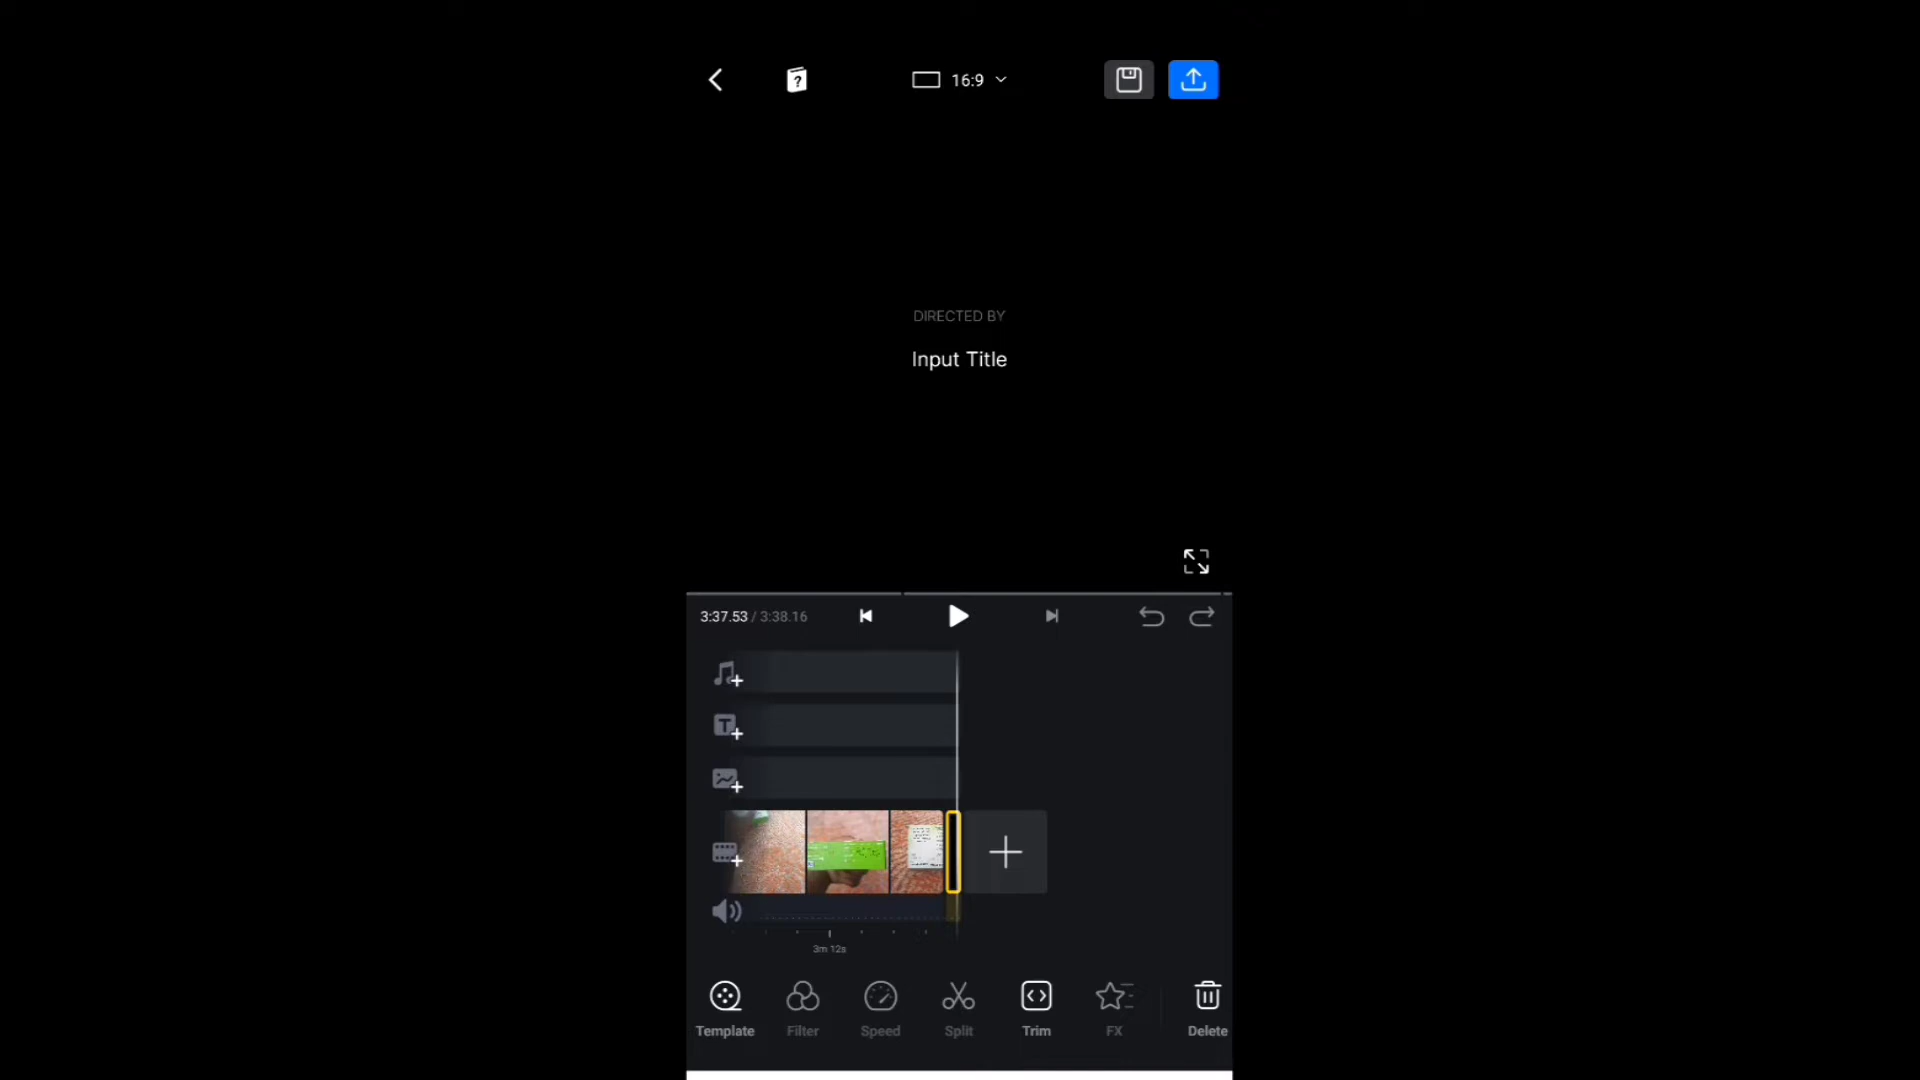 16:9
DIRECTED BY
Input Title
3:37.53 / 3:38.16
3m 12s
Template
Filter
Speed
Split
Trim
FX
Delete